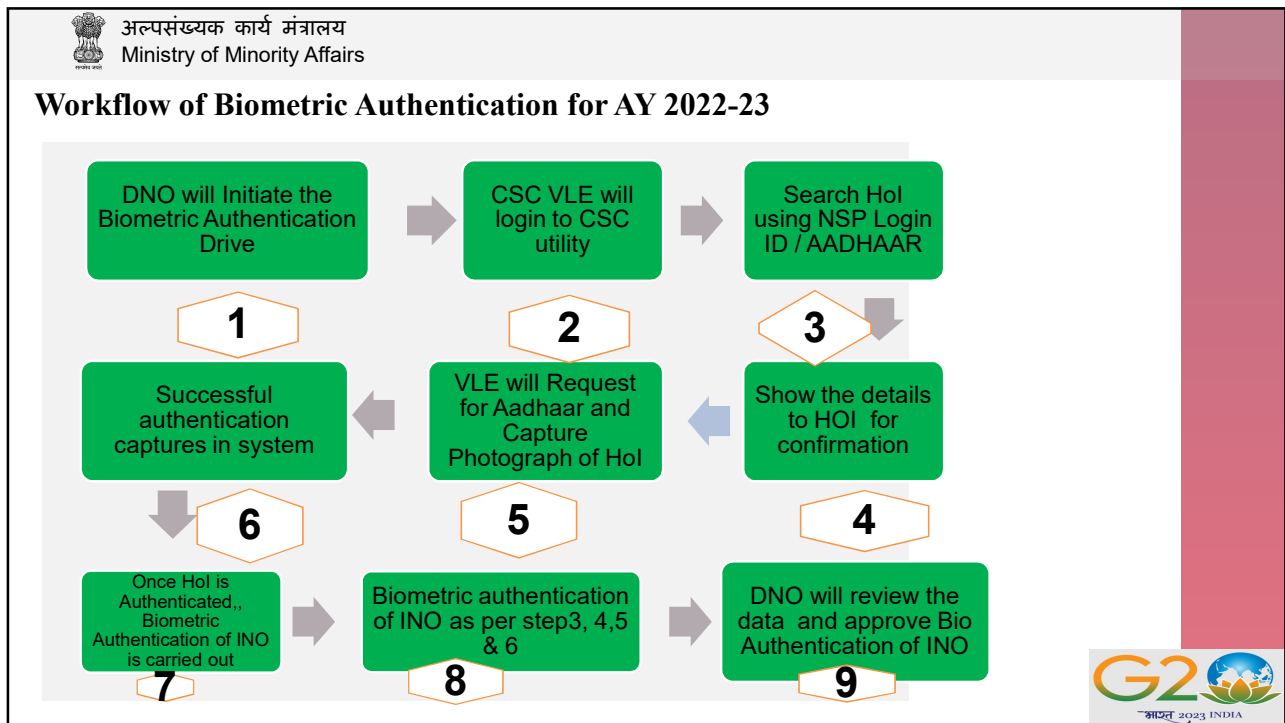 अल्पसंख्यक कार्य मंत्रालय
Ministry of Minority Affairs
सत्यमेव जयते
Workflow of Biometric Authentication for AY 2022-23
DNO will Initiate the
Biometric Authentication
Drive
1
CSC VLE will
login to CSC
utility
2
Search HoI
using NSP Login
ID / AADHAAR
3
Show the details
to HOI for
confirmation
4
VLE will Request
for Aadhaar and
Capture
Photograph of HoI
5
Successful
authentication
captures in system
6
Once HoI is
Authenticated,,
Biometric
Authentication of INO
is carried out
7
Biometric authentication
of INO as per step3, 4,5
& 6
8
DNO will review the
data and approve Bio
Authentication of INO
9
G20
भारत 2023 INDIA